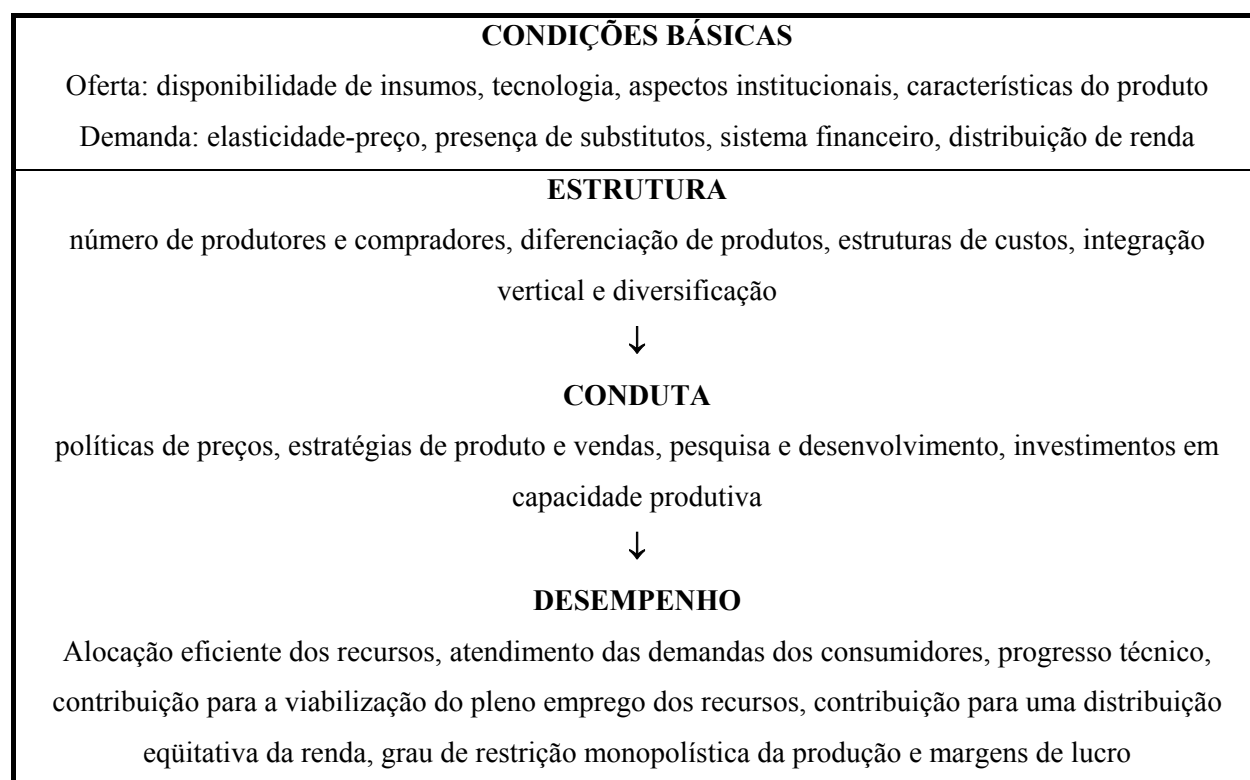 CONDIÇÕES BÁSICAS
Oferta: disponibilidade de insumos, tecnologia, aspectos institucionais, características do produto
Demanda: elasticidade-preço, presença de substitutos, sistema financeiro, distribuição de renda
ESTRUTURA
número de produtores e compradores, diferenciação de produtos, estruturas de custos, integração
vertical e diversificação
↓
CONDUTA
políticas de preços, estratégias de produto e vendas, pesquisa e desenvolvimento, investimentos em
capacidade produtiva
↓
DESEMPENHO
Alocação eficiente dos recursos, atendimento das demandas dos consumidores, progresso técnico,
contribuição para a viabilização do pleno emprego dos recursos, contribuição para uma distribuição
eqüitativa da renda, grau de restrição monopolística da produção e margens de lucro